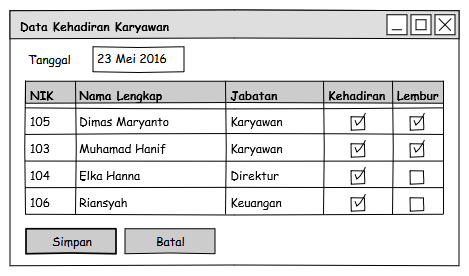 Data Kehadiran Karyawan
Tanggal 23 Mei 2016
NIK Nama Lengkap Jabatan Kehadiran Lembur
105 Dimas Maryanto Karyawan
103 Muhamad Hanif Karyawan
104 Elka Hanna Direktur
106 Riansyah Keuangan
Simpan Batal